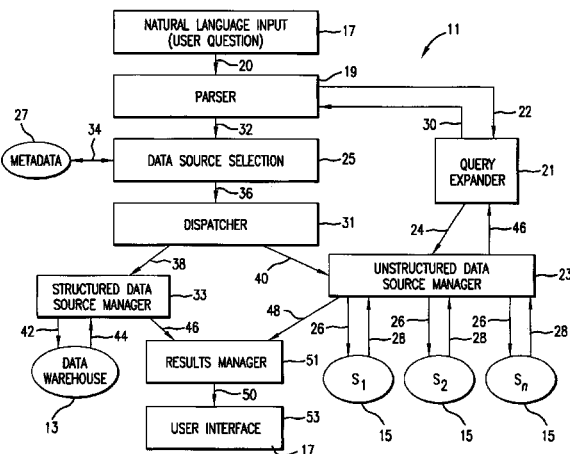 NATURAL LANGUAGE INPUT
(USER QUESTION)
17
11
20
19
PARSER
22
30
27
32
34
METADATA
DATA SOURCE SELECTION
25
QUERY
EXPANDER
21
36
DISPATCHER
31
24
46
38
40
UNSTRUCTURED DATA
SOURCE MANAGER
23
STRUCTURED DATA
SOURCE MANAGER
33
48
42
44
46
26
28
26
28
26
28
DATA
WAREHOUSE
RESULTS MANAGER
51
S1
S2
Sn
13
50
15
15
15
USER INTERFACE
53
17